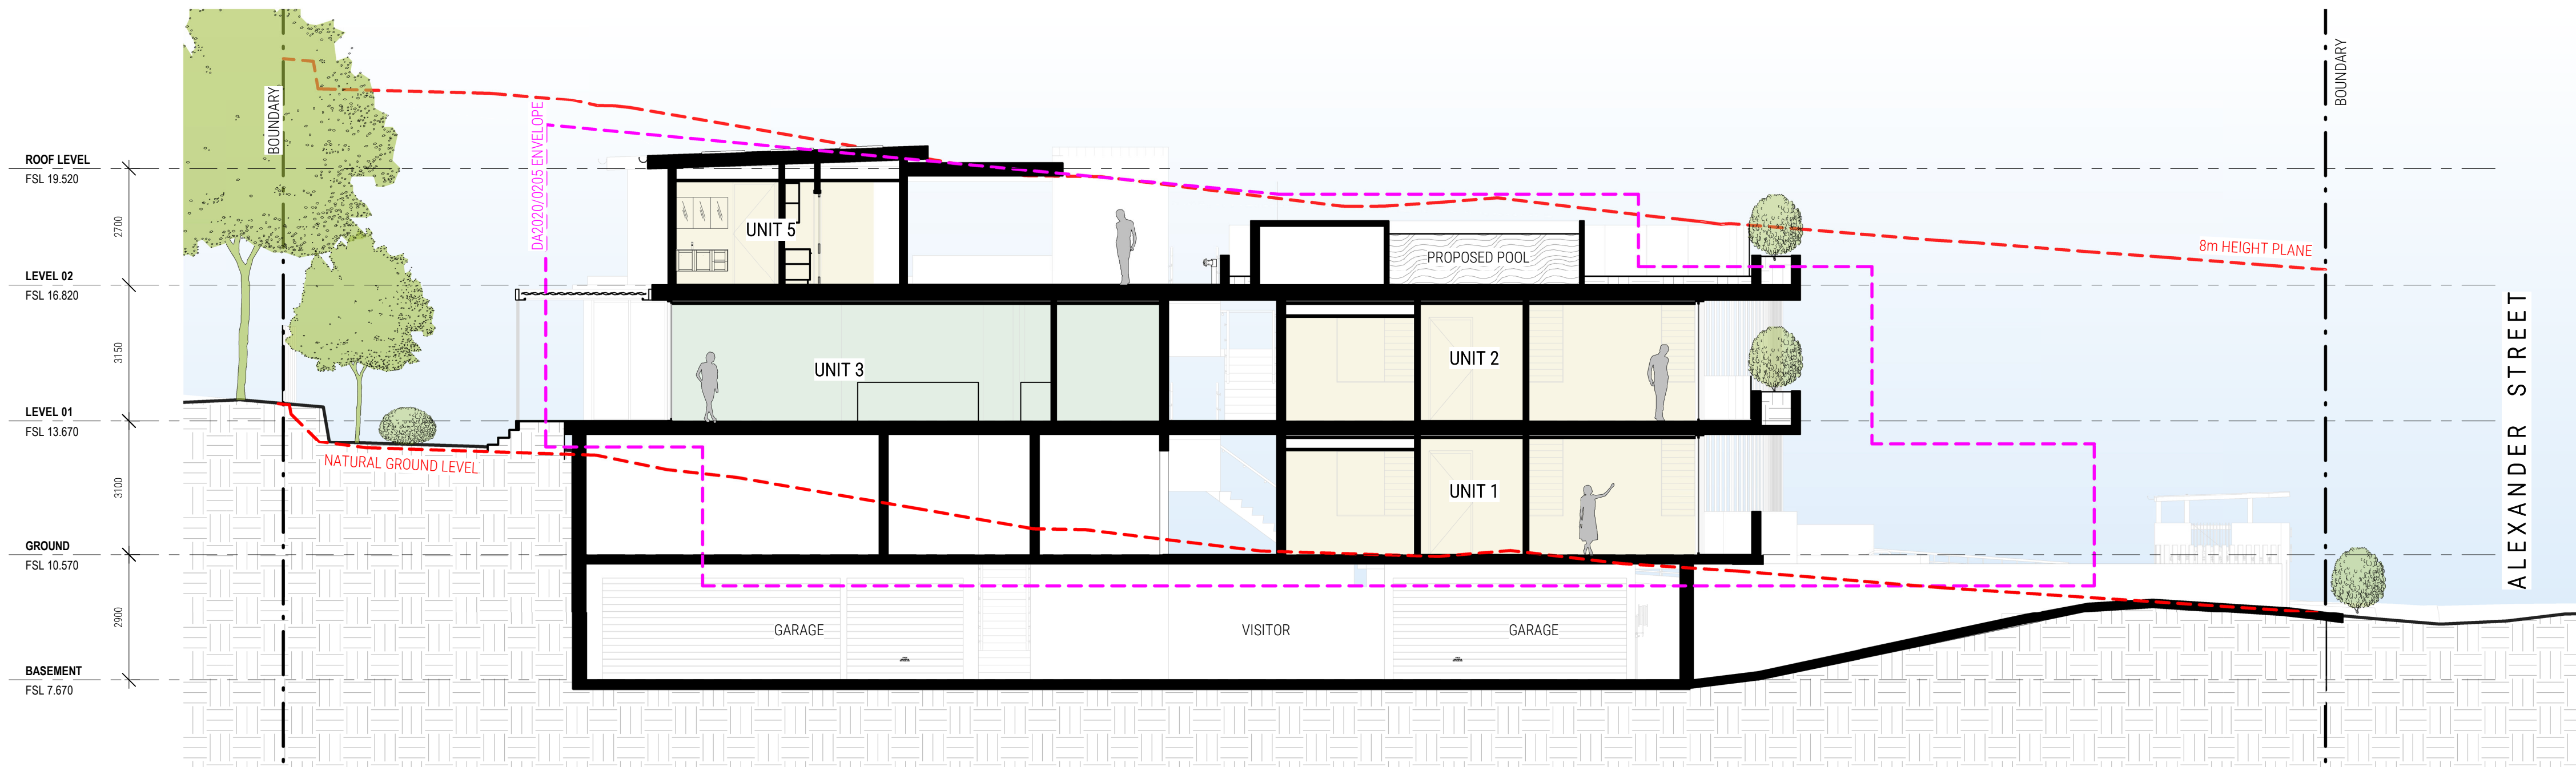 BOUNDARY
BOUNDARY
DA2020/0205 ENVELOPE
ROOF LEVEL
FSL 19.520
2700
UNIT 5
8m HEIGHT PLANE
PROPOSED POOL
LEVEL 02
FSL 16.820
3150
UNIT 3
UNIT 2
ALEXANDER STREET
LEVEL 01
FSL 13.670
NATURAL GROUND LEVEL
3100
UNIT 1
GROUND
FSL 10.570
2900
GARAGE
VISITOR
GARAGE
BASEMENT
FSL 7.670